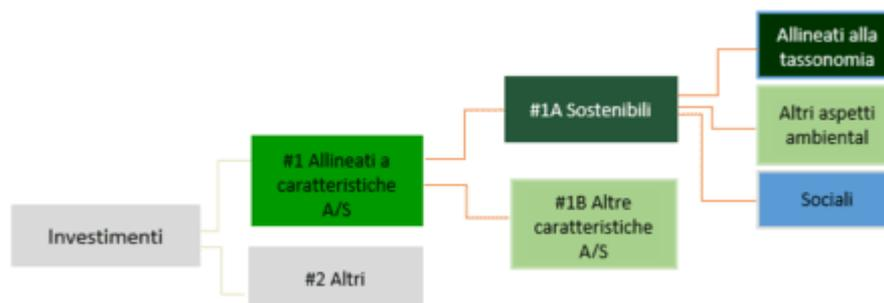 Investimenti
#1 Allineati a
caratteristiche
A/S
#2 Altri
#1A Sostenibili
#1B Altre
caratteristiche
A/S
Allineati alla
tassonomia
Altri aspetti
ambiental
Sociali